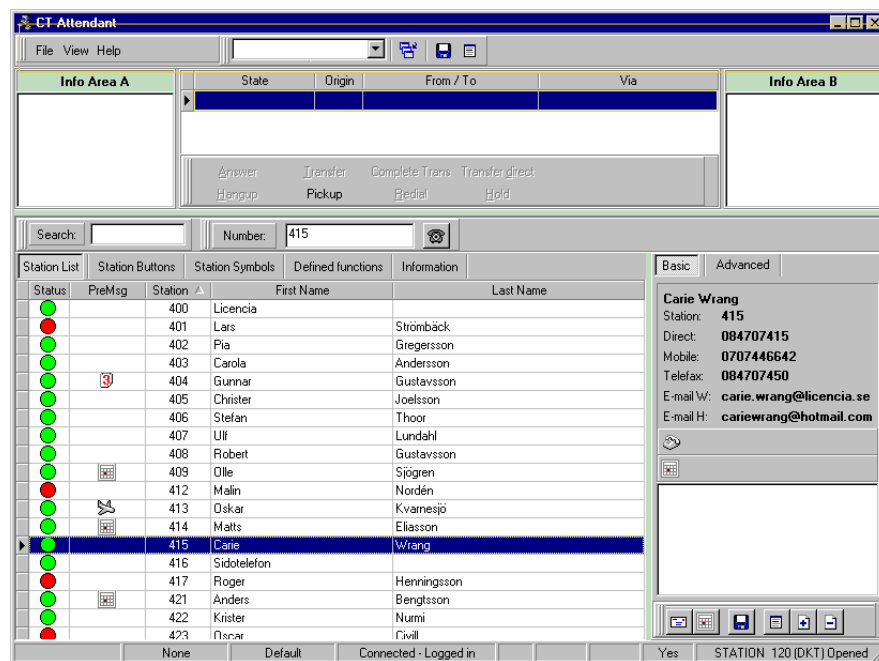 CT Attendant
File View Help
Info Area A
State Origin From / To Via
Info Area B
Answer Transfer Complete Trans Transfer direct
Hangup Pickup Redial Hold
Search: Number: 415
Station List Station Buttons Station Symbols Defined functions Information
Status PreMsg Station First Name Last Name
400 Licencia
401 Lars Strömbäck
402 Pia Gregersson
403 Carola Andersson
3 404 Gunnar Gustavsson
405 Christer Joelsson
406 Stefan Thoor
407 Ulf Lundahl
408 Robert Gustavsson
409 Olle Sjögren
412 Malin Nordén
413 Oskar Kvarnesjö
414 Matts Eliasson
415 Carie Wrang
416 Sidotelefon
417 Roger Henningsson
421 Anders Bengtsson
422 Krister Nurmi
423 Oscar Civill
Basic Advanced
Carie Wrang
Station: 415
Direct: 084707415
Mobile: 0707446642
Telefax: 084707450
E-mail W: carie.wrang@licencia.se
E-mail H: cariewrang@hotmail.com
None Default Connected - Logged in Yes STATION 120 (DKT) Opened